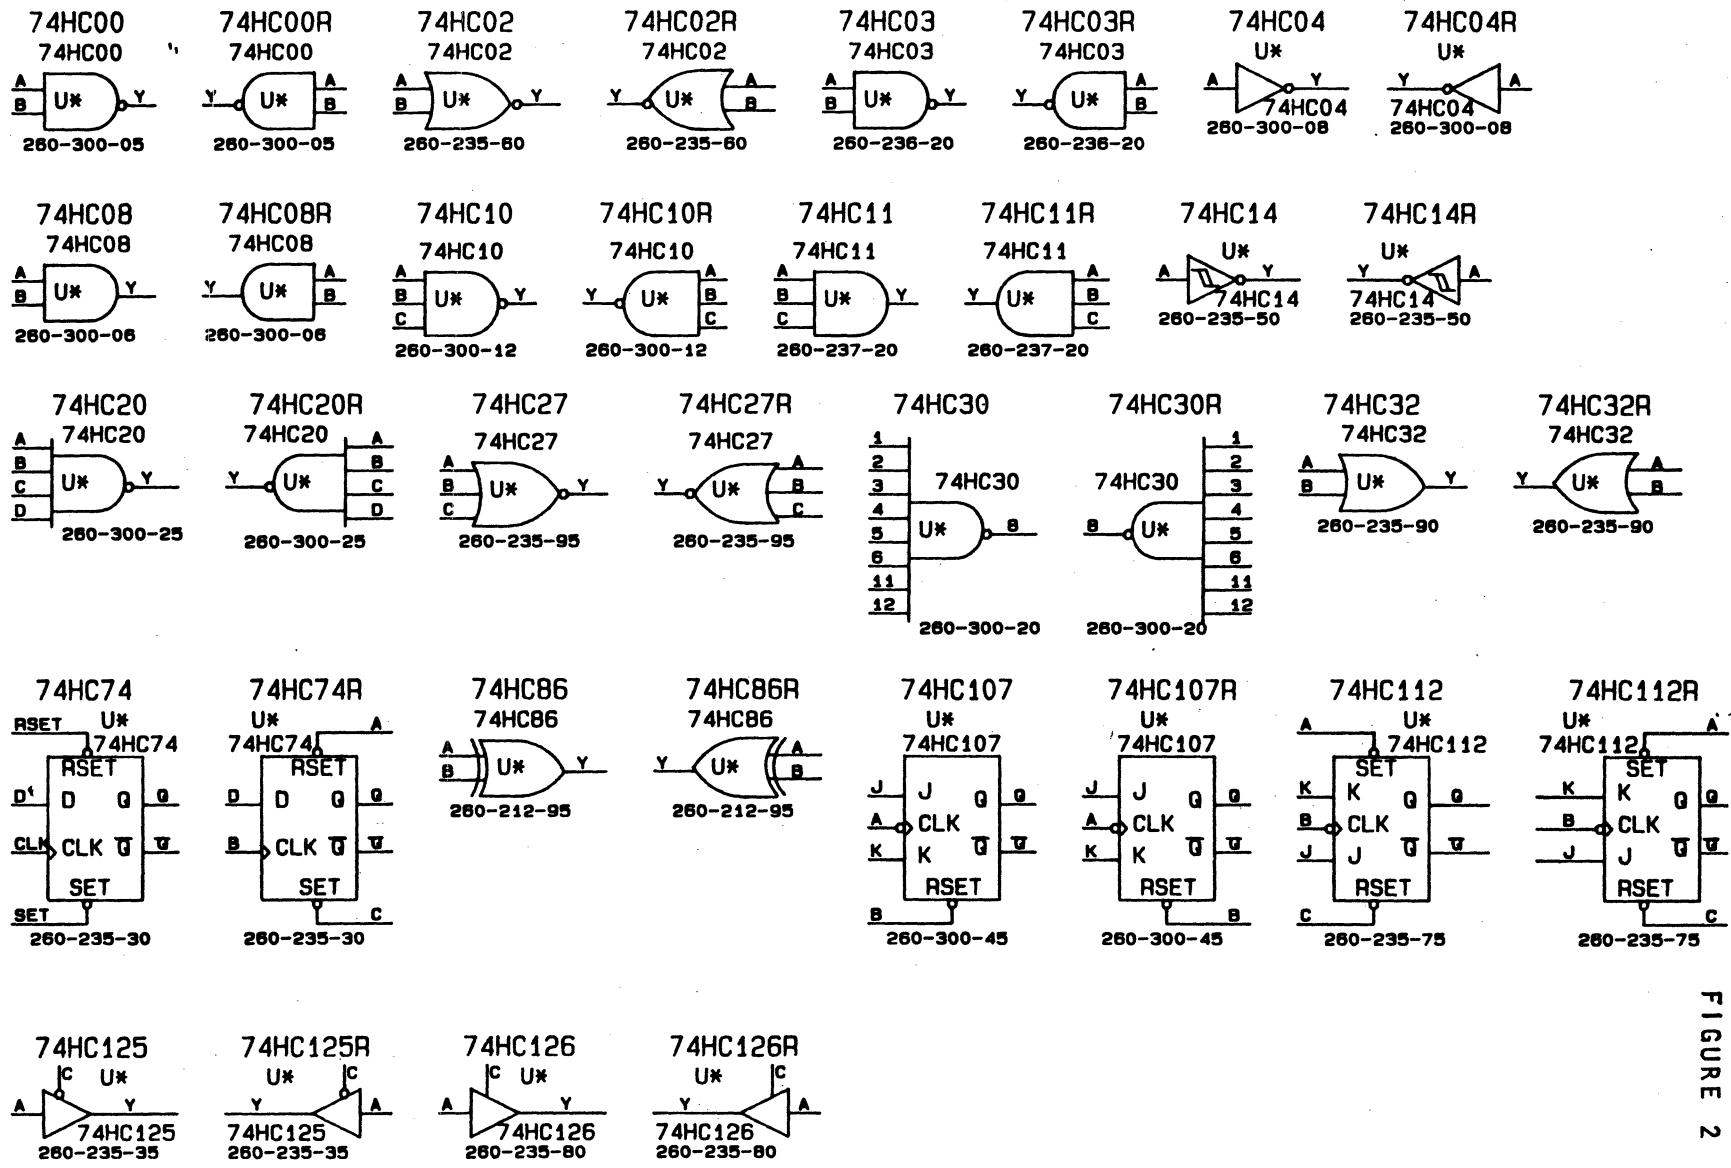 74HC00 74HC00R 74HC02 74HC02R 74HC03 74HC03R 74HC04 74HC04R
74HC00 74HC00 74HC02 74HC02 74HC03 74HC03 U* U*
A B U* Y Y U* A B A B U* Y Y U* A B A B U* Y Y U* A B A Y Y A
74HC04 74HC04
260-300-05 260-300-05 260-235-60 260-235-60 260-236-20 260-236-20 260-300-08 260-300-08
74HC08 74HC08R 74HC10 74HC10R 74HC11 74HC11R 74HC14 74HC14R
74HC08 74HC08 74HC10 74HC10 74HC11 74HC11 U* U*
A B U* Y Y U* A B A B C U* Y Y U* A B C A B C U* Y Y U* A B C A Y Y A
74HC14 74HC14
260-300-06 260-300-06 260-300-12 260-300-12 260-237-20 260-237-20 260-235-50 260-235-50
74HC20 74HC20R 74HC27 74HC27R 74HC30 74HC30R 74HC32 74HC32R
74HC20 74HC20 74HC27 74HC27 74HC30 74HC30 74HC32 74HC32
A B C D U* Y Y U* A B C D A B C U* Y Y U* A B C 1 2 3 4 5 6 11 12 U* 8 8 U* 1 2 3 4 5 6 11 12 A B U* Y Y U* A B
260-300-25 260-300-25 260-235-95 260-235-95 260-300-20 260-300-20 260-235-90 260-235-90
74HC74 74HC74R 74HC86 74HC86R 74HC107 74HC107R 74HC112 74HC112R
RSET U* U* A 74HC86 74HC86 U* U* A U* U* A
74HC74 74HC74 74HC107 74HC107 74HC112 74HC112
RSET RSET A B U* Y Y U* A B SET SET
D D Q Q D D Q Q J J Q Q J J Q Q K K Q Q K K Q Q
260-212-95 260-212-95
A CLK A CLK B CLK B CLK
CLK CLK Q̅ Q̅ B CLK Q̅ Q̅ K K Q̅ Q̅ K K Q̅ Q̅ J J Q̅ Q̅ J J Q̅ Q̅
SET SET RSET RSET RSET RSET
SET C B B C C
260-235-30 260-235-30 260-300-45 260-300-45 260-235-75 260-235-75
74HC125 74HC125R 74HC126 74HC126R
C U* U* C C U* U* C
A Y Y A A Y Y A
74HC125 74HC125 74HC126 74HC126
260-235-35 260-235-35 260-235-80 260-235-80
FIGURE 2